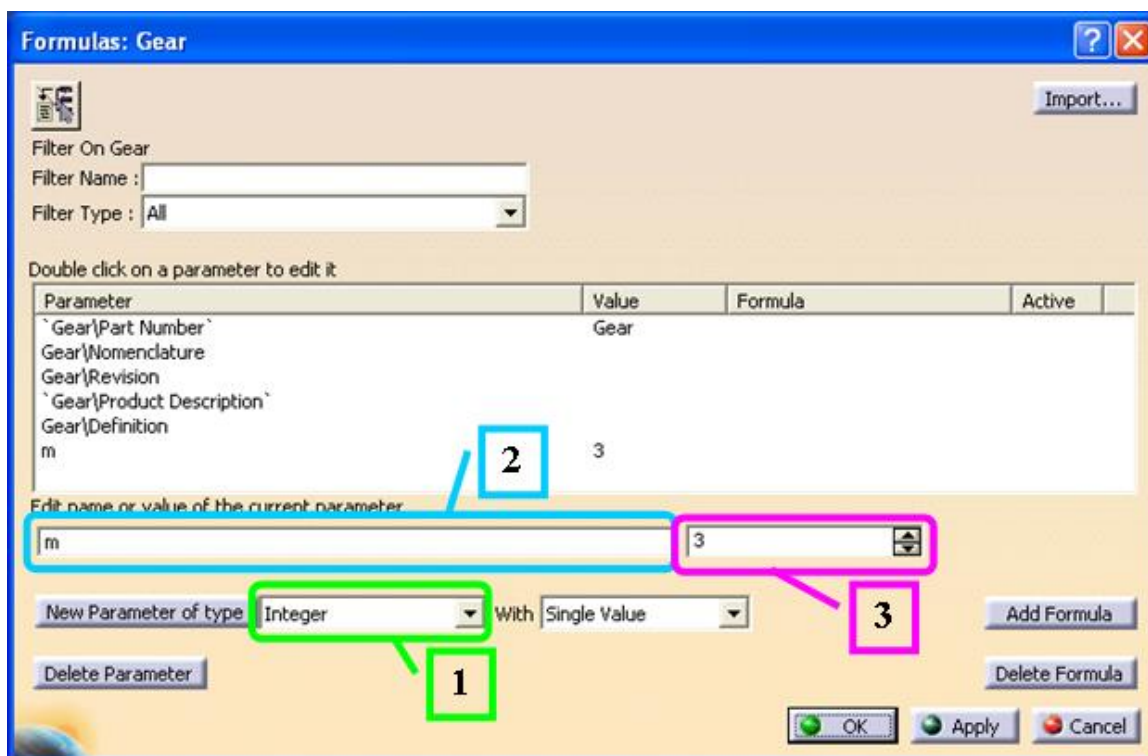 Formulas: Gear
Import...
Filter On Gear
Filter Name :
Filter Type : All
Double click on a parameter to edit it
Parameter Value Formula Active
`Gear\Part Number` Gear
Gear\Nomenclature
Gear\Revision
`Gear\Product Description`
Gear\Definition
m 3
2
Edit name or value of the current parameter
m 3
New Parameter of type Integer With Single Value 3 Add Formula
Delete Parameter 1 Delete Formula
OK Apply Cancel